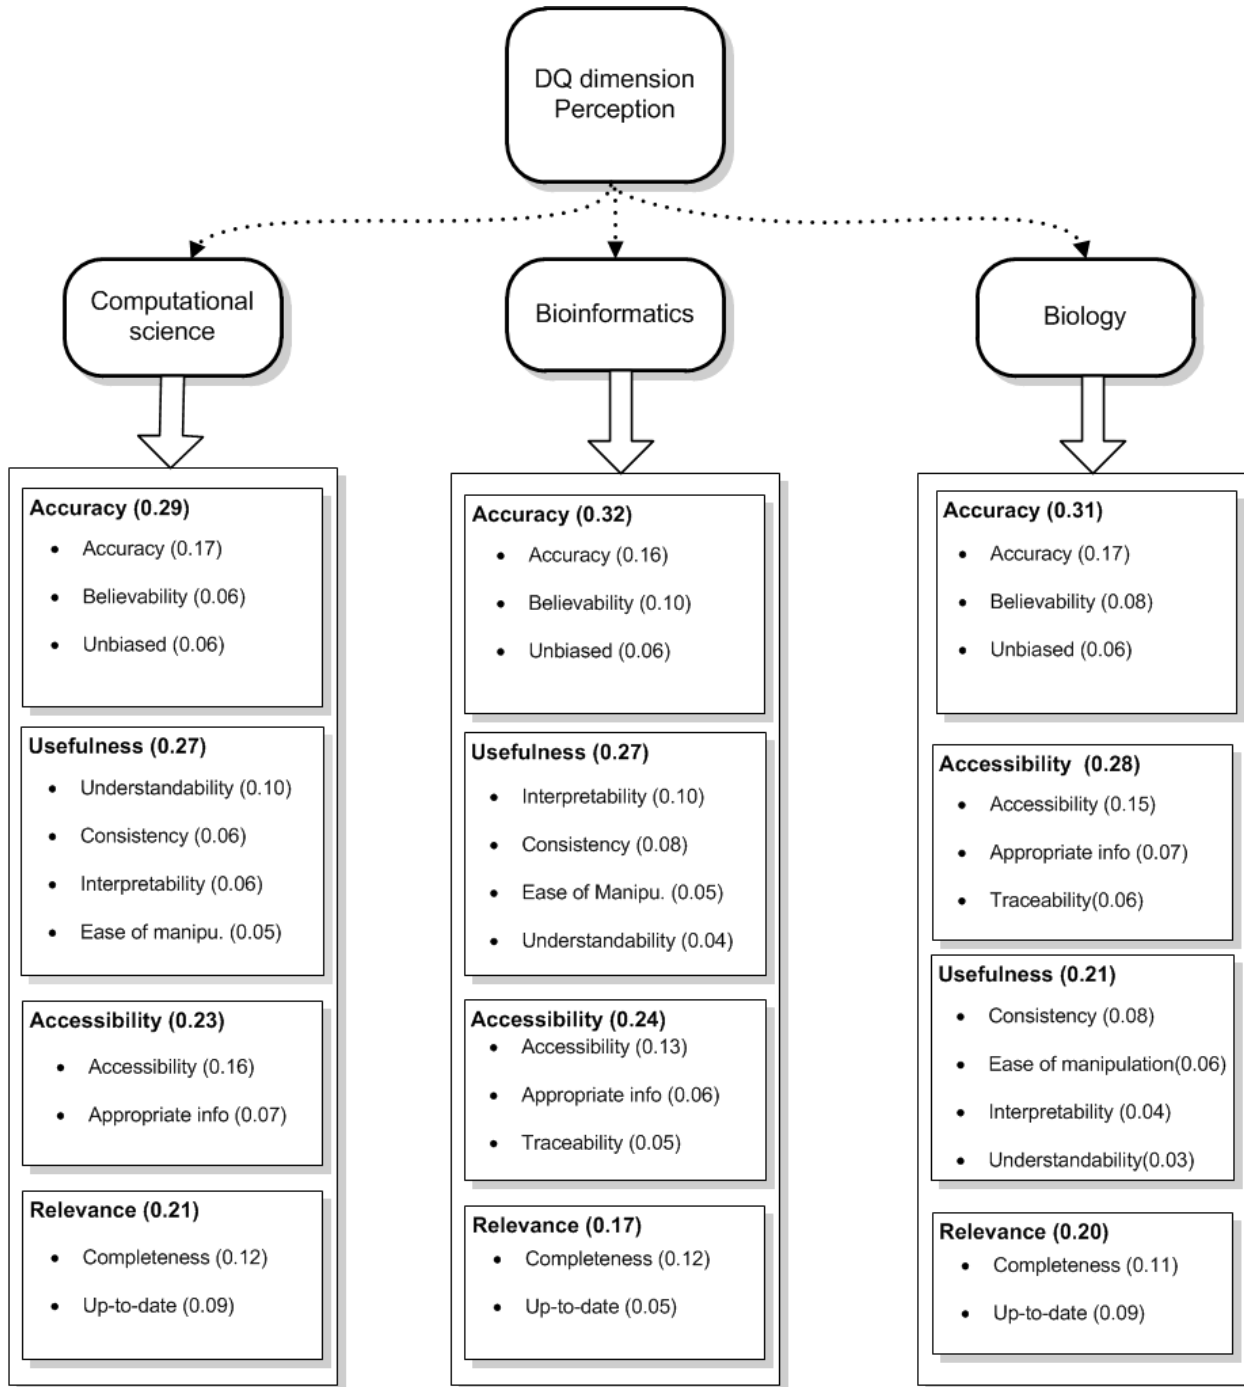 DQ dimension
Perception
Computational
science
Bioinformatics
Biology
Accuracy (0.29)
• Accuracy (0.17)
• Believability (0.06)
• Unbiased (0.06)
Usefulness (0.27)
• Understandability (0.10)
• Consistency (0.06)
• Interpretability (0.06)
• Ease of manipu. (0.05)
Accessibility (0.23)
• Accessibility (0.16)
• Appropriate info (0.07)
Relevance (0.21)
• Completeness (0.12)
• Up-to-date (0.09)
Accuracy (0.32)
• Accuracy (0.16)
• Believability (0.10)
• Unbiased (0.06)
Usefulness (0.27)
• Interpretability (0.10)
• Consistency (0.08)
• Ease of Manipu. (0.05)
• Understandability (0.04)
Accessibility (0.24)
• Accessibility (0.13)
• Appropriate info (0.06)
• Traceability (0.05)
Relevance (0.17)
• Completeness (0.12)
• Up-to-date (0.05)
Accuracy (0.31)
• Accuracy (0.17)
• Believability (0.08)
• Unbiased (0.06)
Accessibility (0.28)
• Accessibility (0.15)
• Appropriate info (0.07)
• Traceability(0.06)
Usefulness (0.21)
• Consistency (0.08)
• Ease of manipulation(0.06)
• Interpretability (0.04)
• Understandability(0.03)
Relevance (0.20)
• Completeness (0.11)
• Up-to-date (0.09)